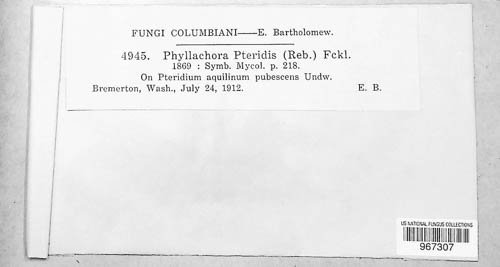 FUNGI COLUMBIANI—E. Bartholomew.
4945. Phyllachora Pteridis (Reb.) Fckl.
1869 : Symb. Mycol. p. 218.
On Pteridium aquilinum pubescens Undw.
Bremerton, Wash., July 24, 1912. E. B.
US NATIONAL FUNGUS COLLECTIONS
967307